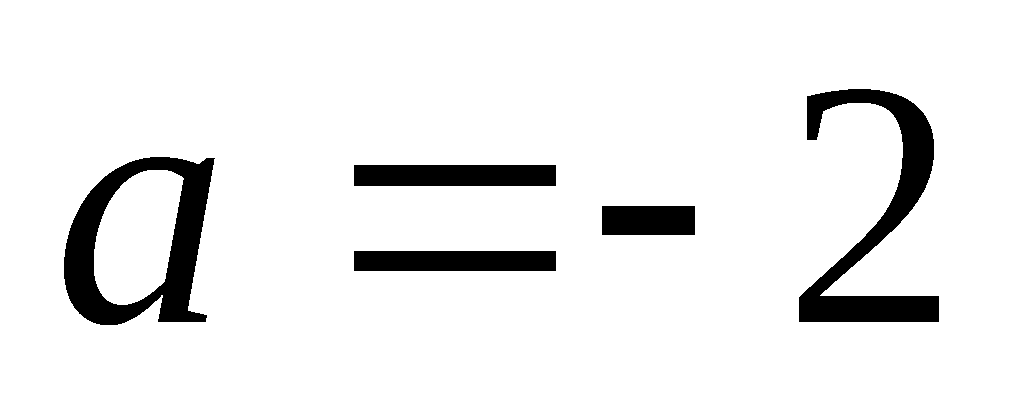 a = - 2